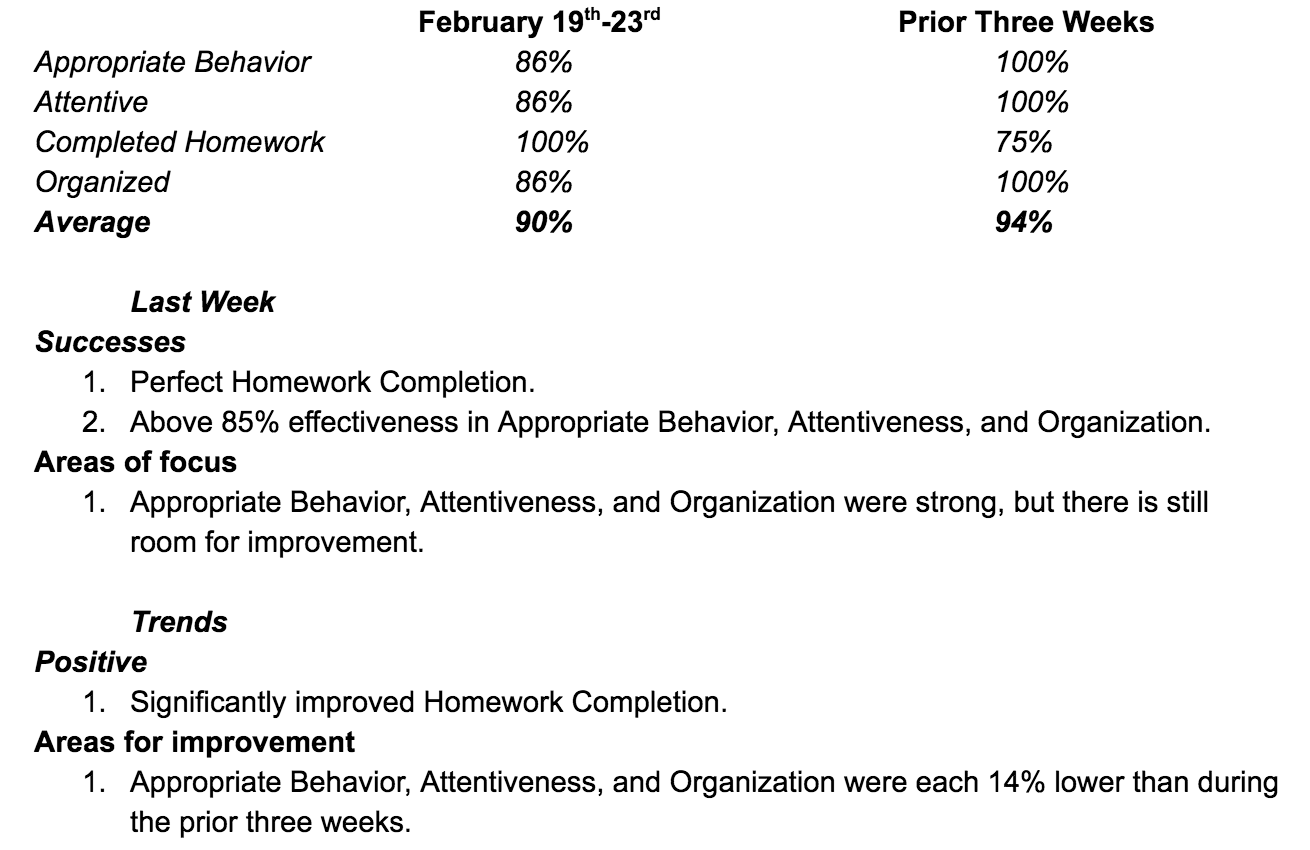 February 19th-23rd Prior Three Weeks
Appropriate Behavior 86% 100%
Attentive 86% 100%
Completed Homework 100% 75%
Organized 86% 100%
Average 90% 94%
Last Week
Successes
1. Perfect Homework Completion.
2. Above 85% effectiveness in Appropriate Behavior, Attentiveness, and Organization.
Areas of focus
1. Appropriate Behavior, Attentiveness, and Organization were strong, but there is still
room for improvement.
Trends
Positive
1. Significantly improved Homework Completion.
Areas for improvement
1. Appropriate Behavior, Attentiveness, and Organization were each 14% lower than during
the prior three weeks.